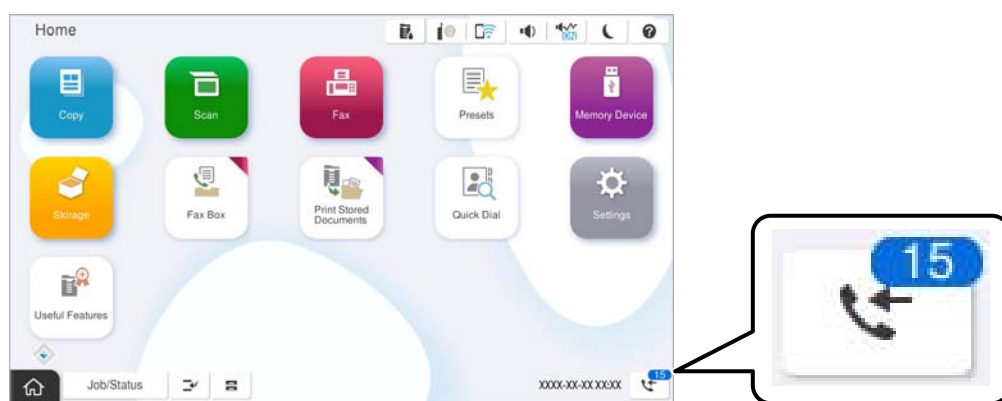 Home
ON
Copy
Scan
Fax
Presets
Memory Device
Storage
Fax Box
Print Stored
Documents
Quick Dial
Settings
Useful Features
Job/Status
XXXX-XX-XX XX:XX
15
15